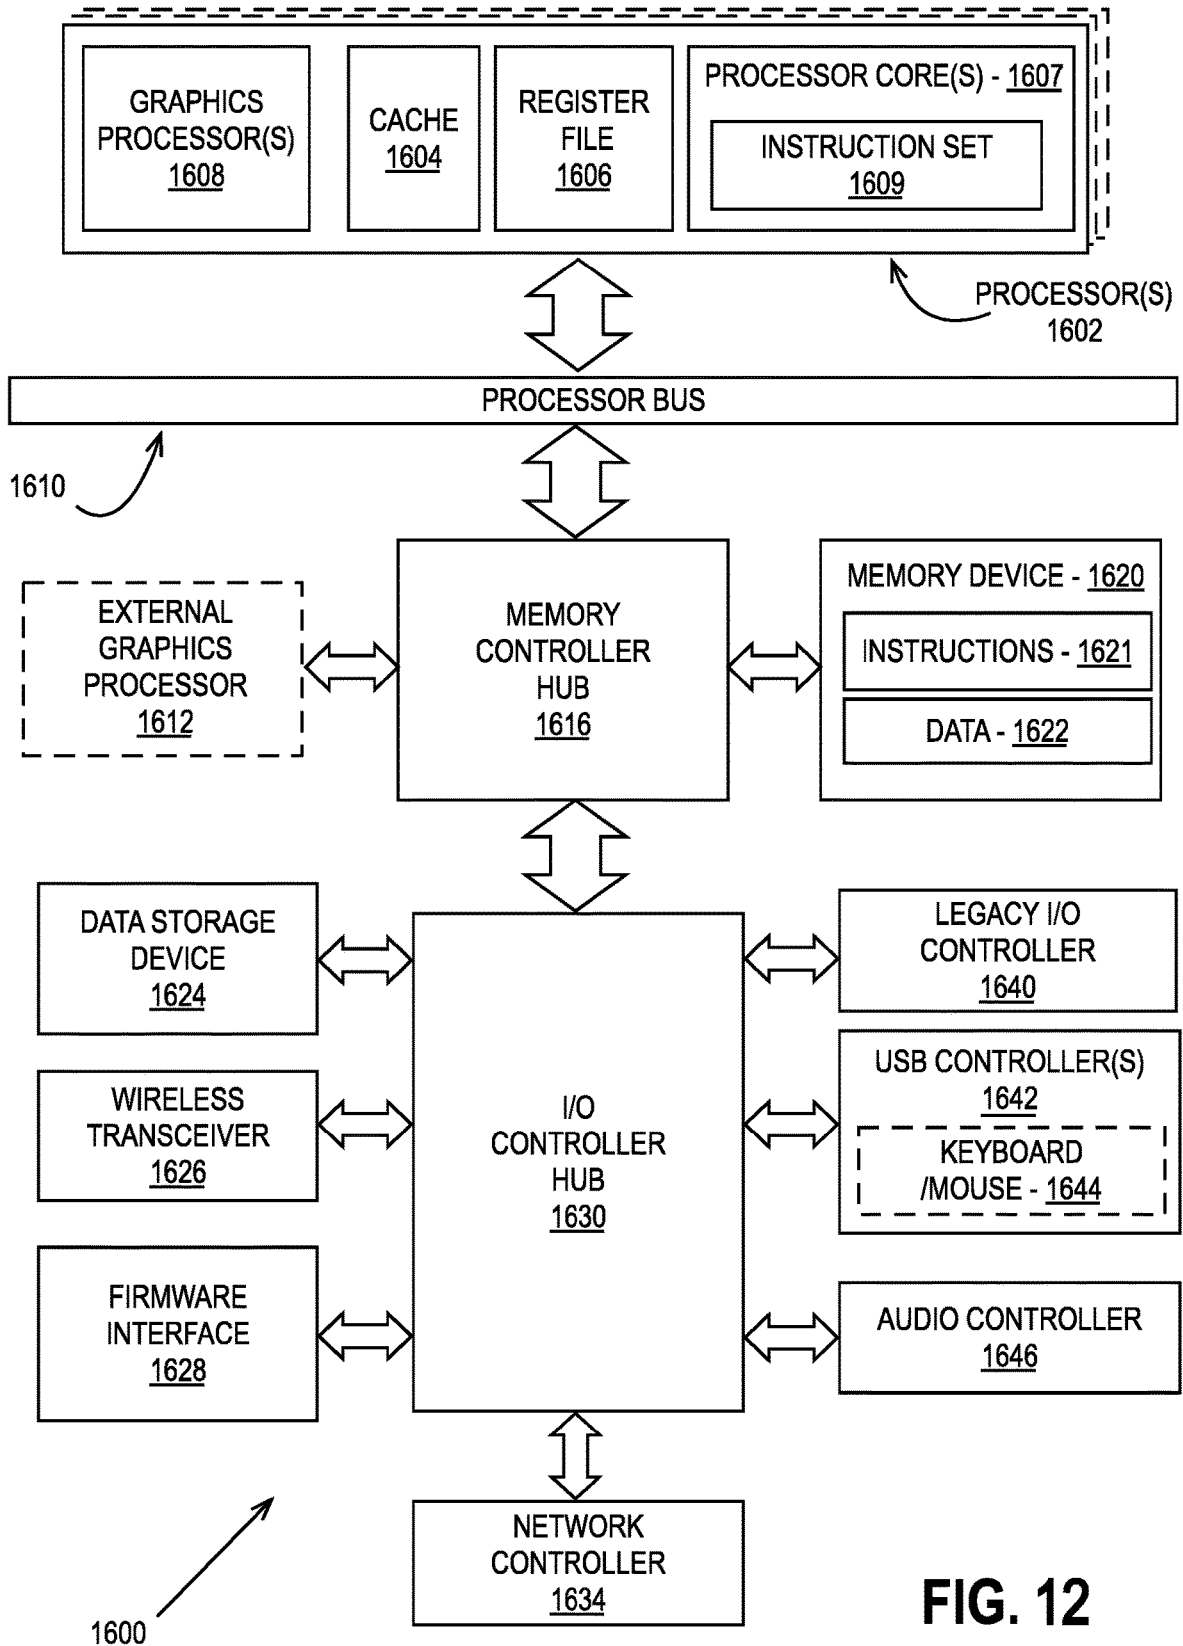 GRAPHICS
PROCESSOR(S)
1608
CACHE
1604
REGISTER
FILE
1606
PROCESSOR CORE(S) - 1607
INSTRUCTION SET
1609
PROCESSOR(S)
1602
PROCESSOR BUS
1610
EXTERNAL
GRAPHICS
PROCESSOR
1612
MEMORY
CONTROLLER
HUB
1616
MEMORY DEVICE - 1620
INSTRUCTIONS - 1621
DATA - 1622
DATA STORAGE
DEVICE
1624
WIRELESS
TRANSCEIVER
1626
FIRMWARE
INTERFACE
1628
I/O
CONTROLLER
HUB
1630
LEGACY I/O
CONTROLLER
1640
USB CONTROLLER(S)
1642
KEYBOARD
/MOUSE - 1644
AUDIO CONTROLLER
1646
NETWORK
CONTROLLER
1634
1600
FIG. 12